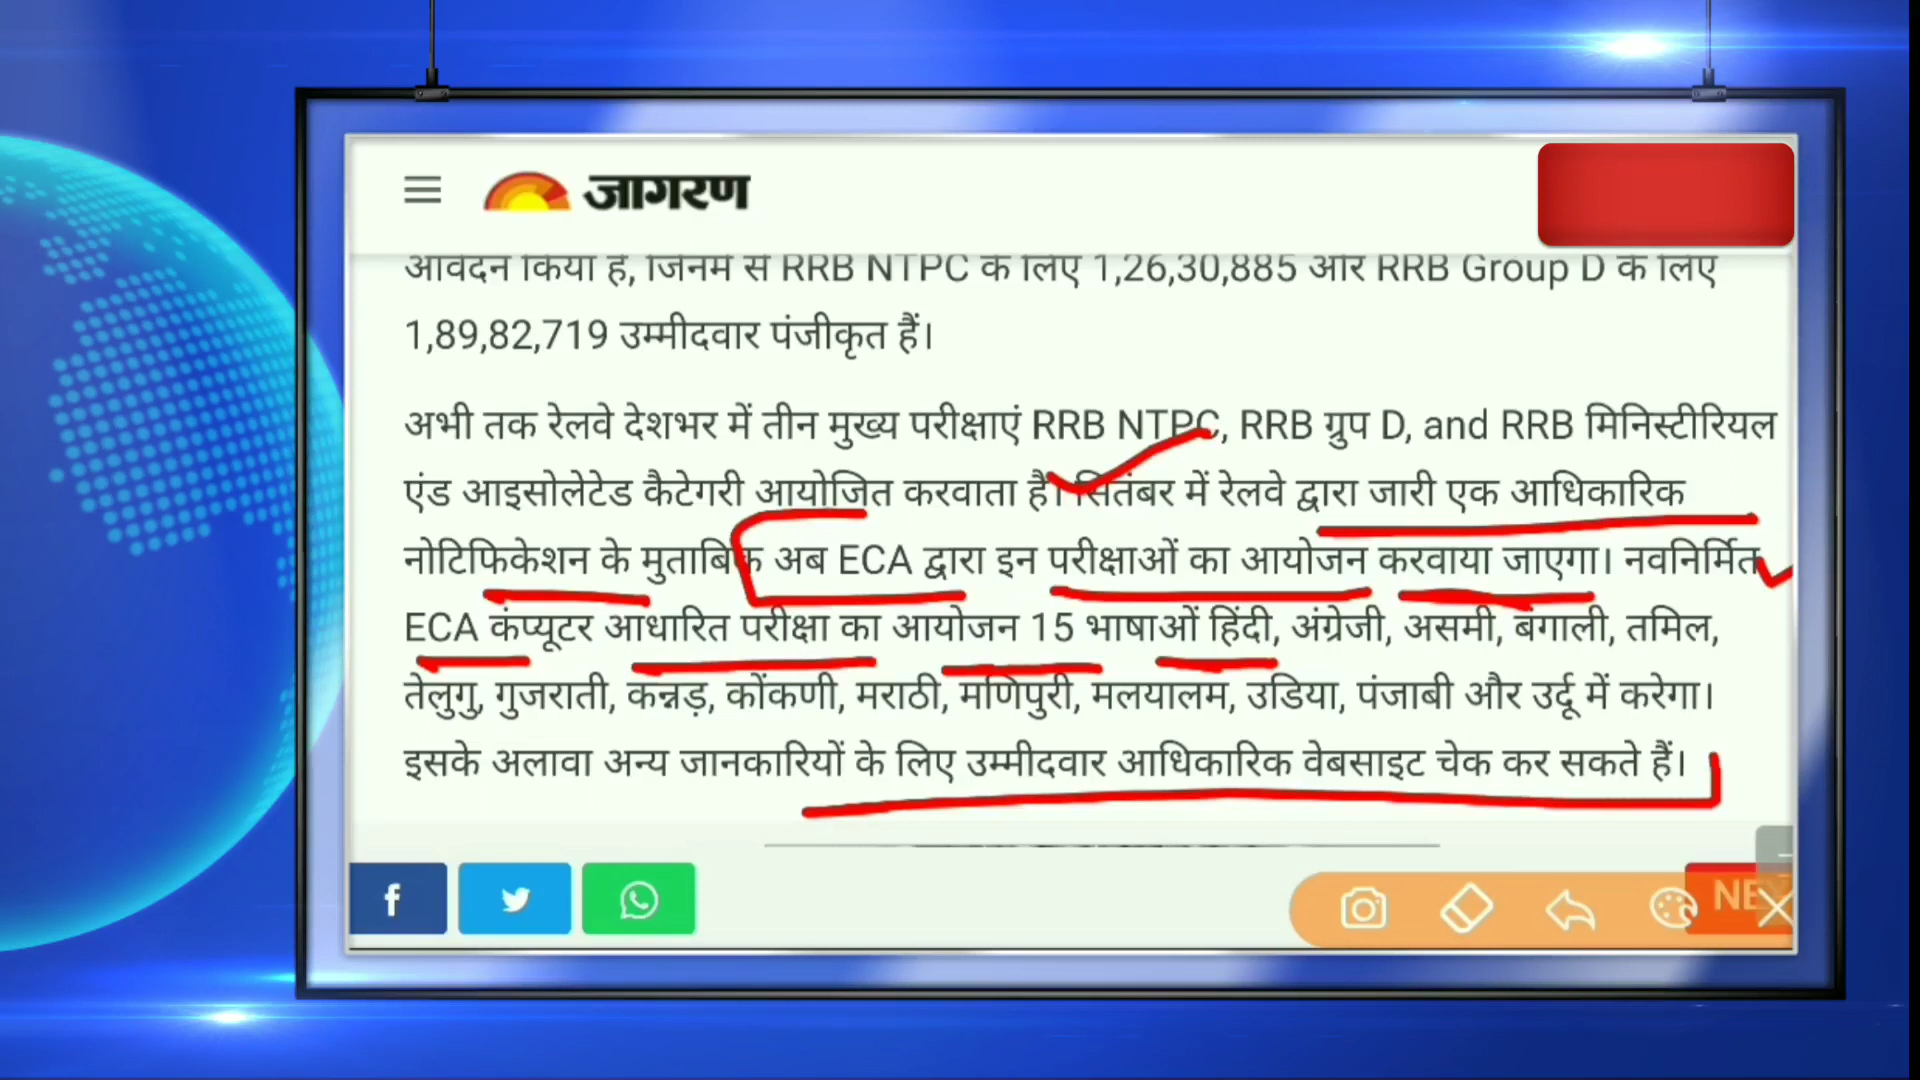 जागरण
आवेदन किया है, जिनमें से RRB NTPC के लिए 1,26,30,885 और RRB Group D के लिए
1,89,82,719 उम्मीदवार पंजीकृत हैं।
अभी तक रेलवे देशभर में तीन मुख्य परीक्षाएं RRB NTPC, RRB ग्रुप D, and RRB मिनिस्टीरियल
एंड आइसोलेटेड कैटेगरी आयोजित करवाता है। सितंबर में रेलवे द्वारा जारी एक आधिकारिक
नोटिफिकेशन के मुताबिक अब ECA द्वारा इन परीक्षाओं का आयोजन करवाया जाएगा। नवनिर्मित
ECA कंप्यूटर आधारित परीक्षा का आयोजन 15 भाषाओं हिंदी, अंग्रेजी, असमी, बंगाली, तमिल,
तेलुगु, गुजराती, कन्नड़, कोंकणी, मराठी, मणिपुरी, मलयालम, उडिया, पंजाबी और उर्दू में करेगा।
इसके अलावा अन्य जानकारियों के लिए उम्मीदवार आधिकारिक वेबसाइट चेक कर सकते हैं।